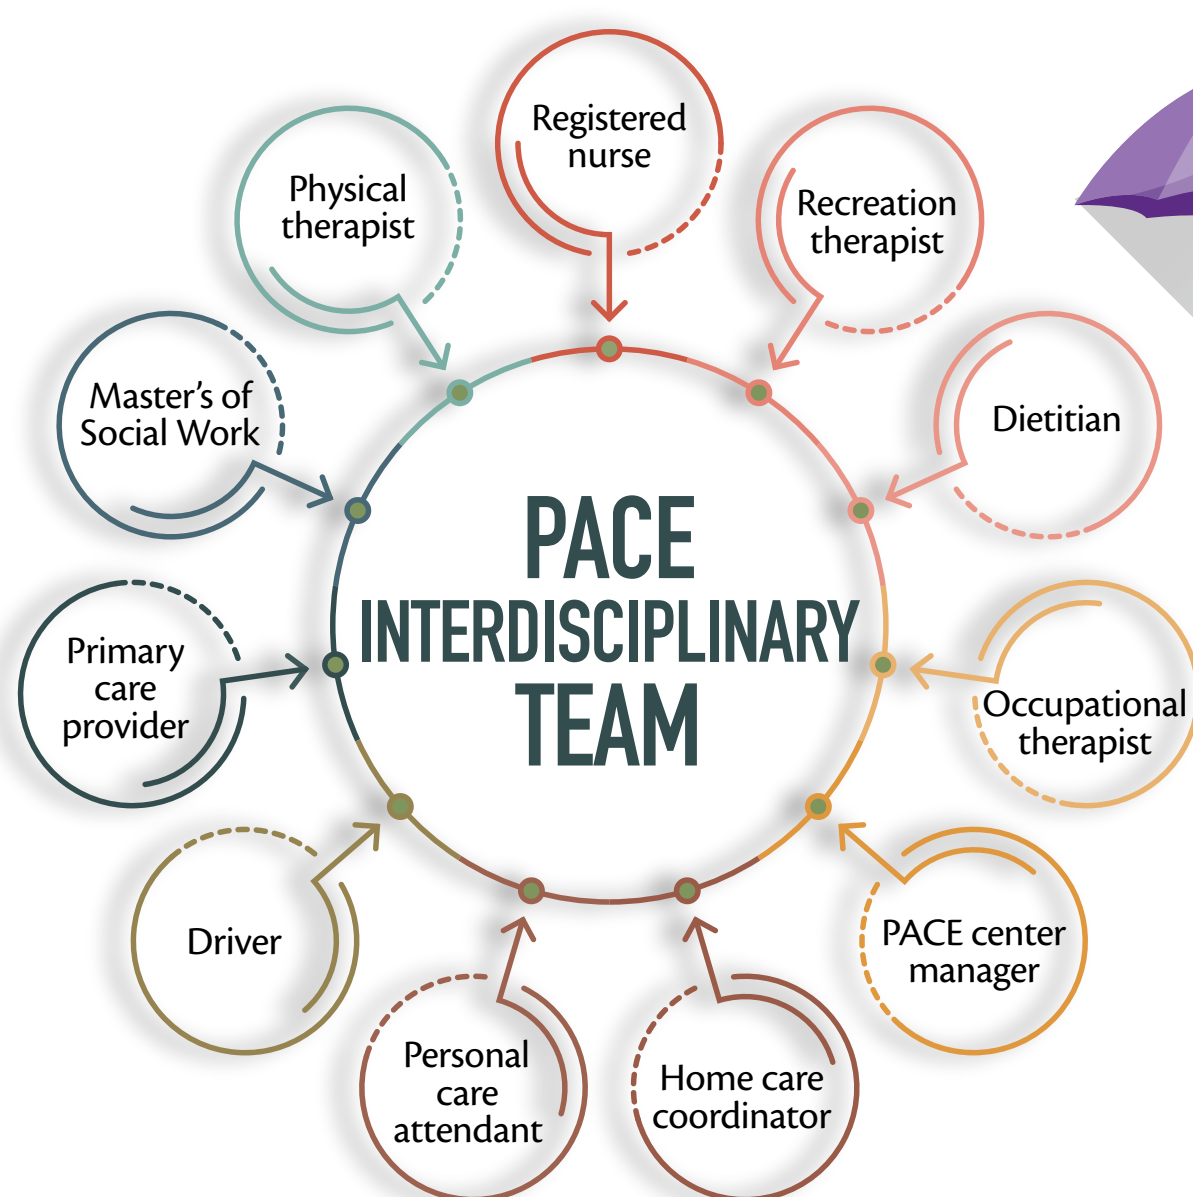 Registered
nurse
Recreation
therapist
Dietitian
Occupational
therapist
PACE center
manager
Home care
coordinator
Personal
care
attendant
Driver
Primary
care
provider
Master’s of
Social Work
Physical
therapist
PACE
INTERDISCIPLINARY
TEAM